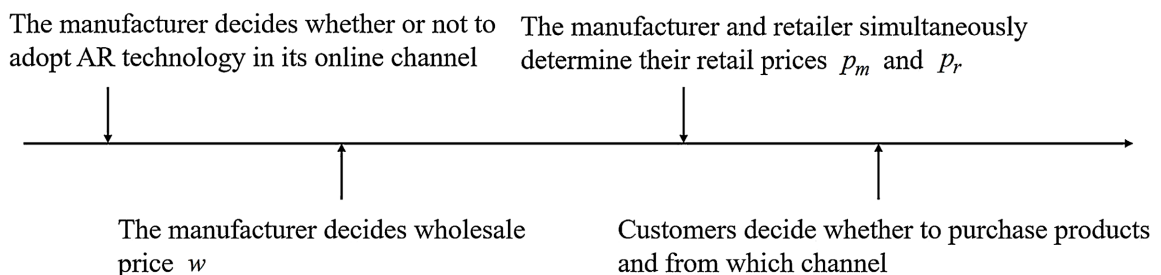 The manufacturer decides whether or not to
adopt AR technology in its online channel
The manufacturer and retailer simultaneously
determine their retail prices pₘ and pᵣ
The manufacturer decides wholesale
price w
Customers decide whether to purchase products
and from which channel